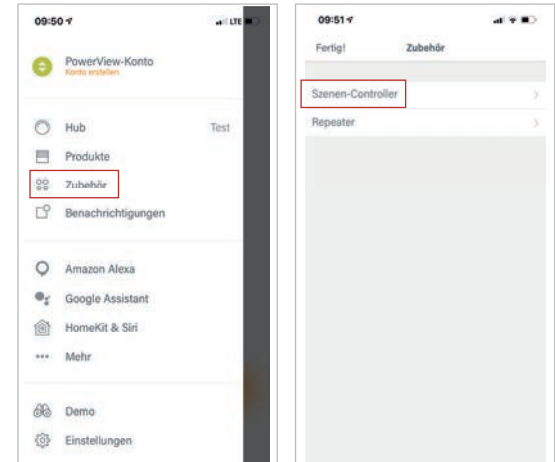 09:50
LTE
PowerView-Konto
Konto erstellen
Hub Test
Produkte
Zubehör
Benachrichtigungen
Amazon Alexa
Google Assistant
HomeKit & Siri
Mehr
Demo
Einstellungen
09:51
Fertig! Zubehör
Szenen-Controller
Repeater